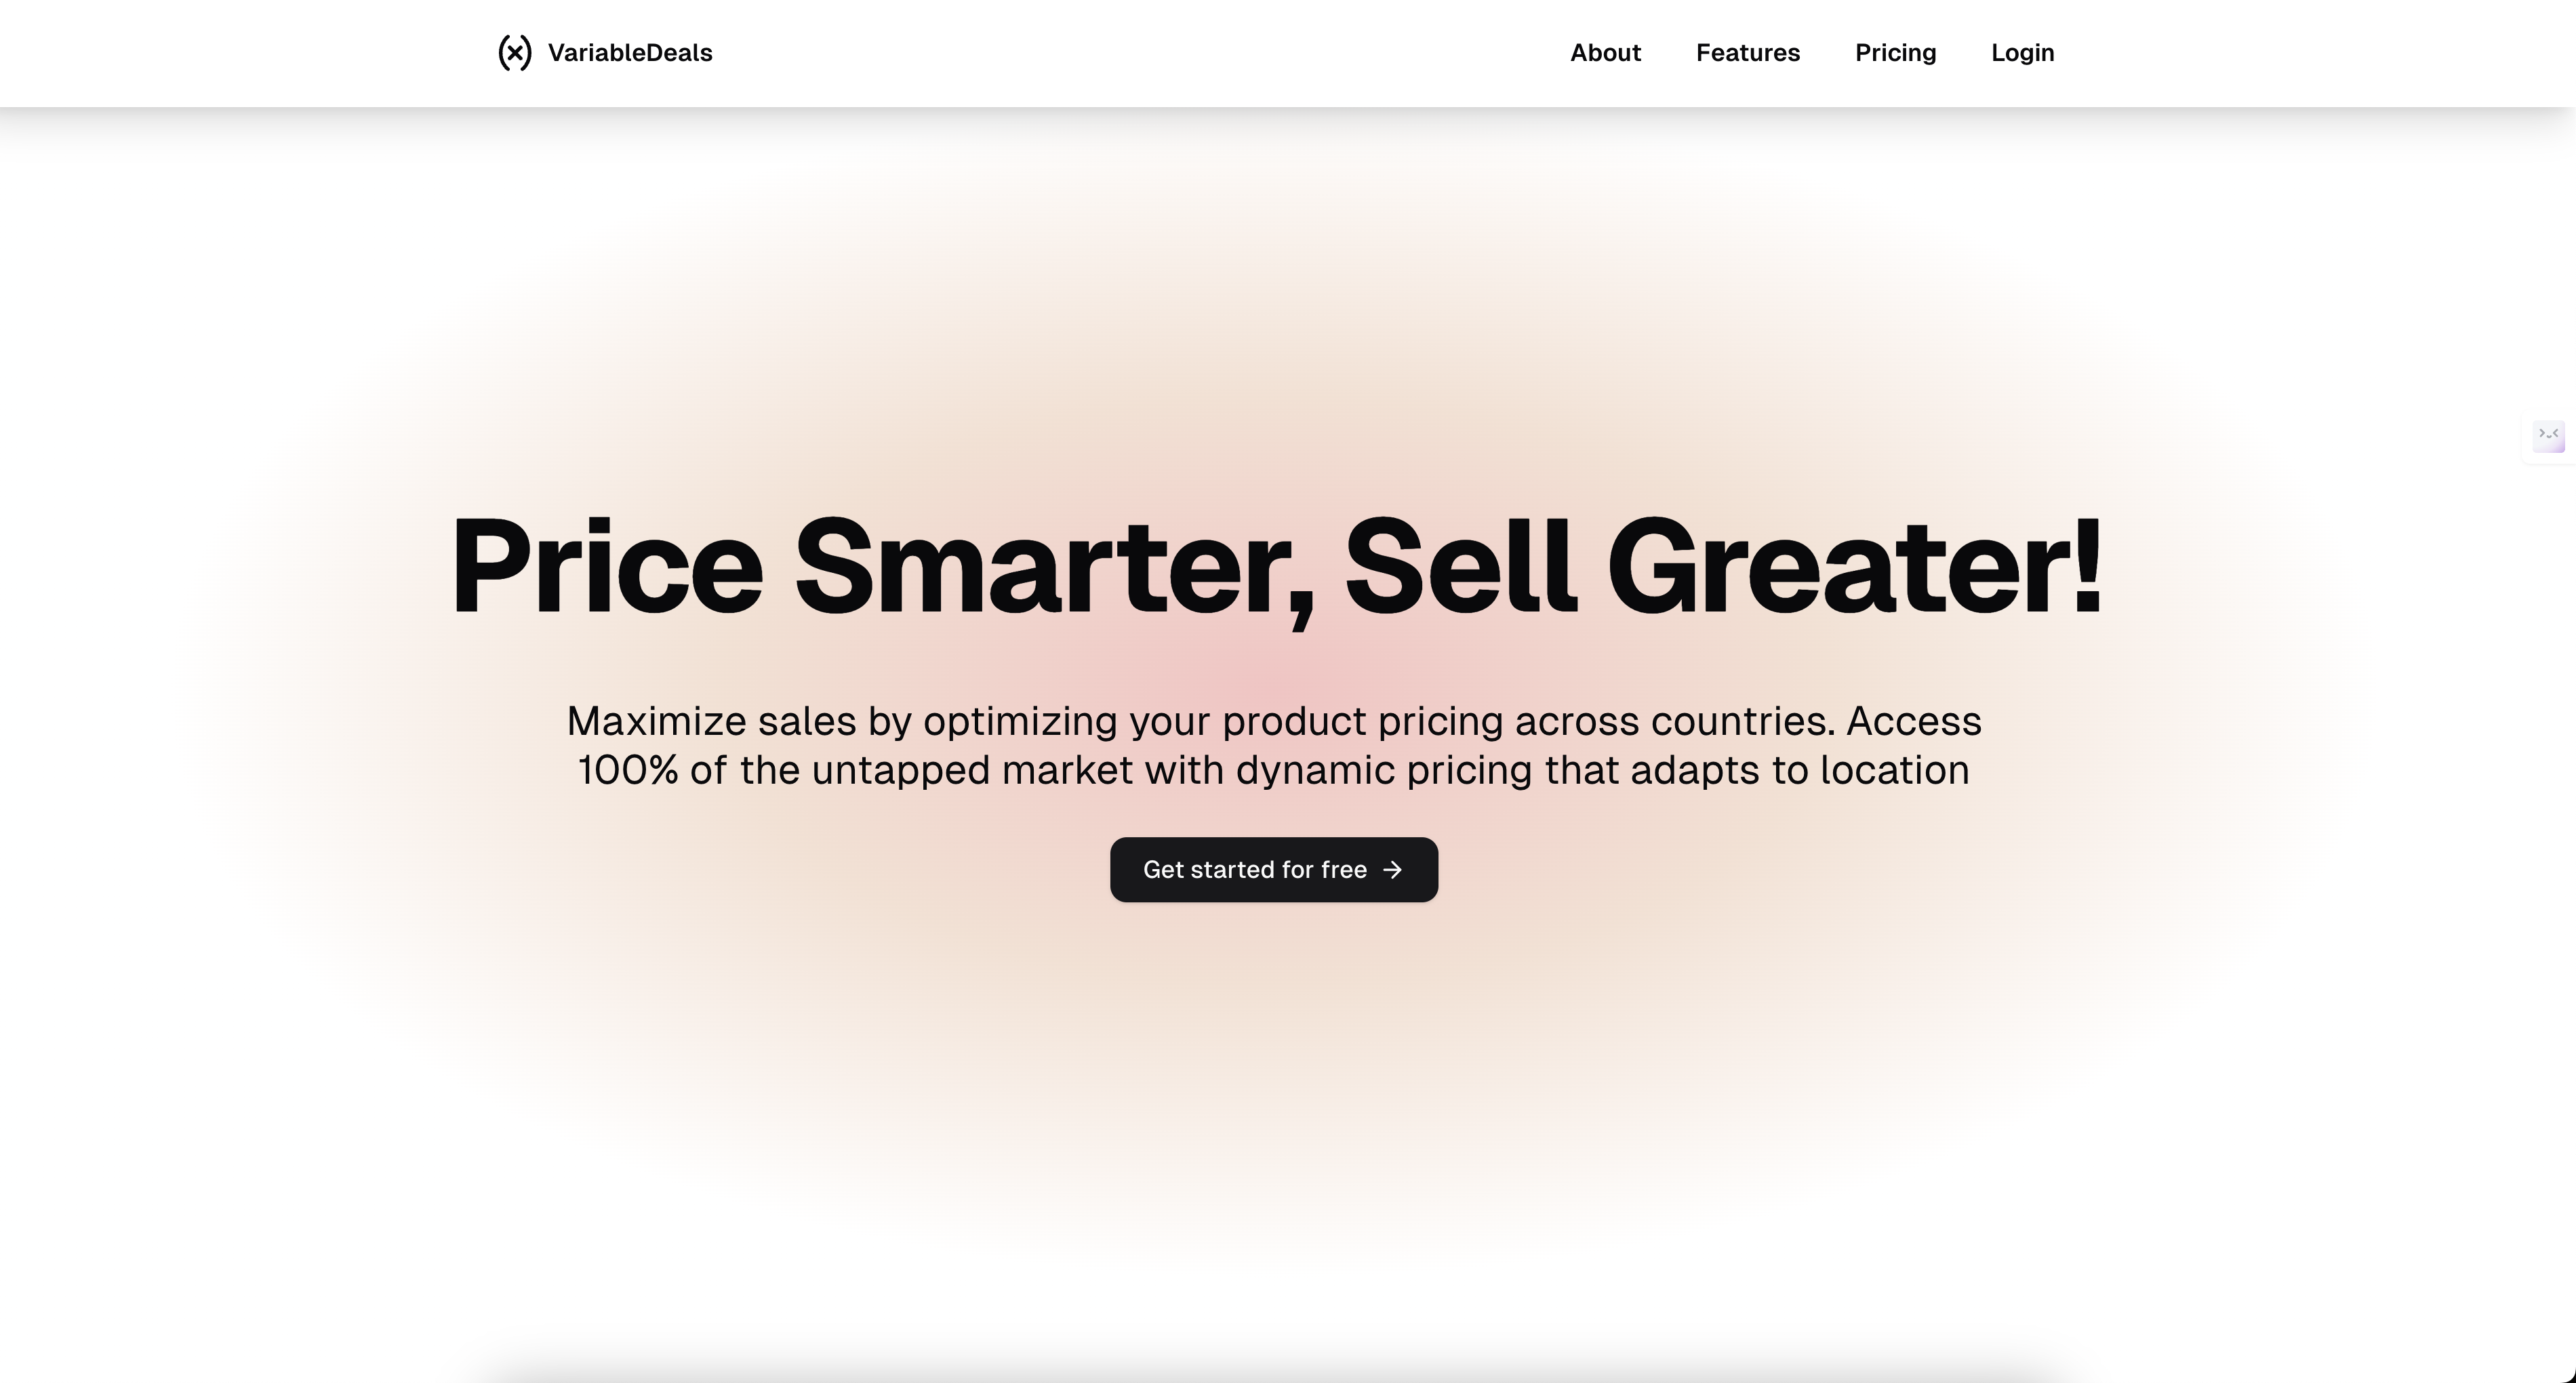 VariableDeals
About Features Pricing Login
Price Smarter, Sell Greater!
Maximize sales by optimizing your product pricing across countries. Access
100% of the untapped market with dynamic pricing that adapts to location
Get started for free →